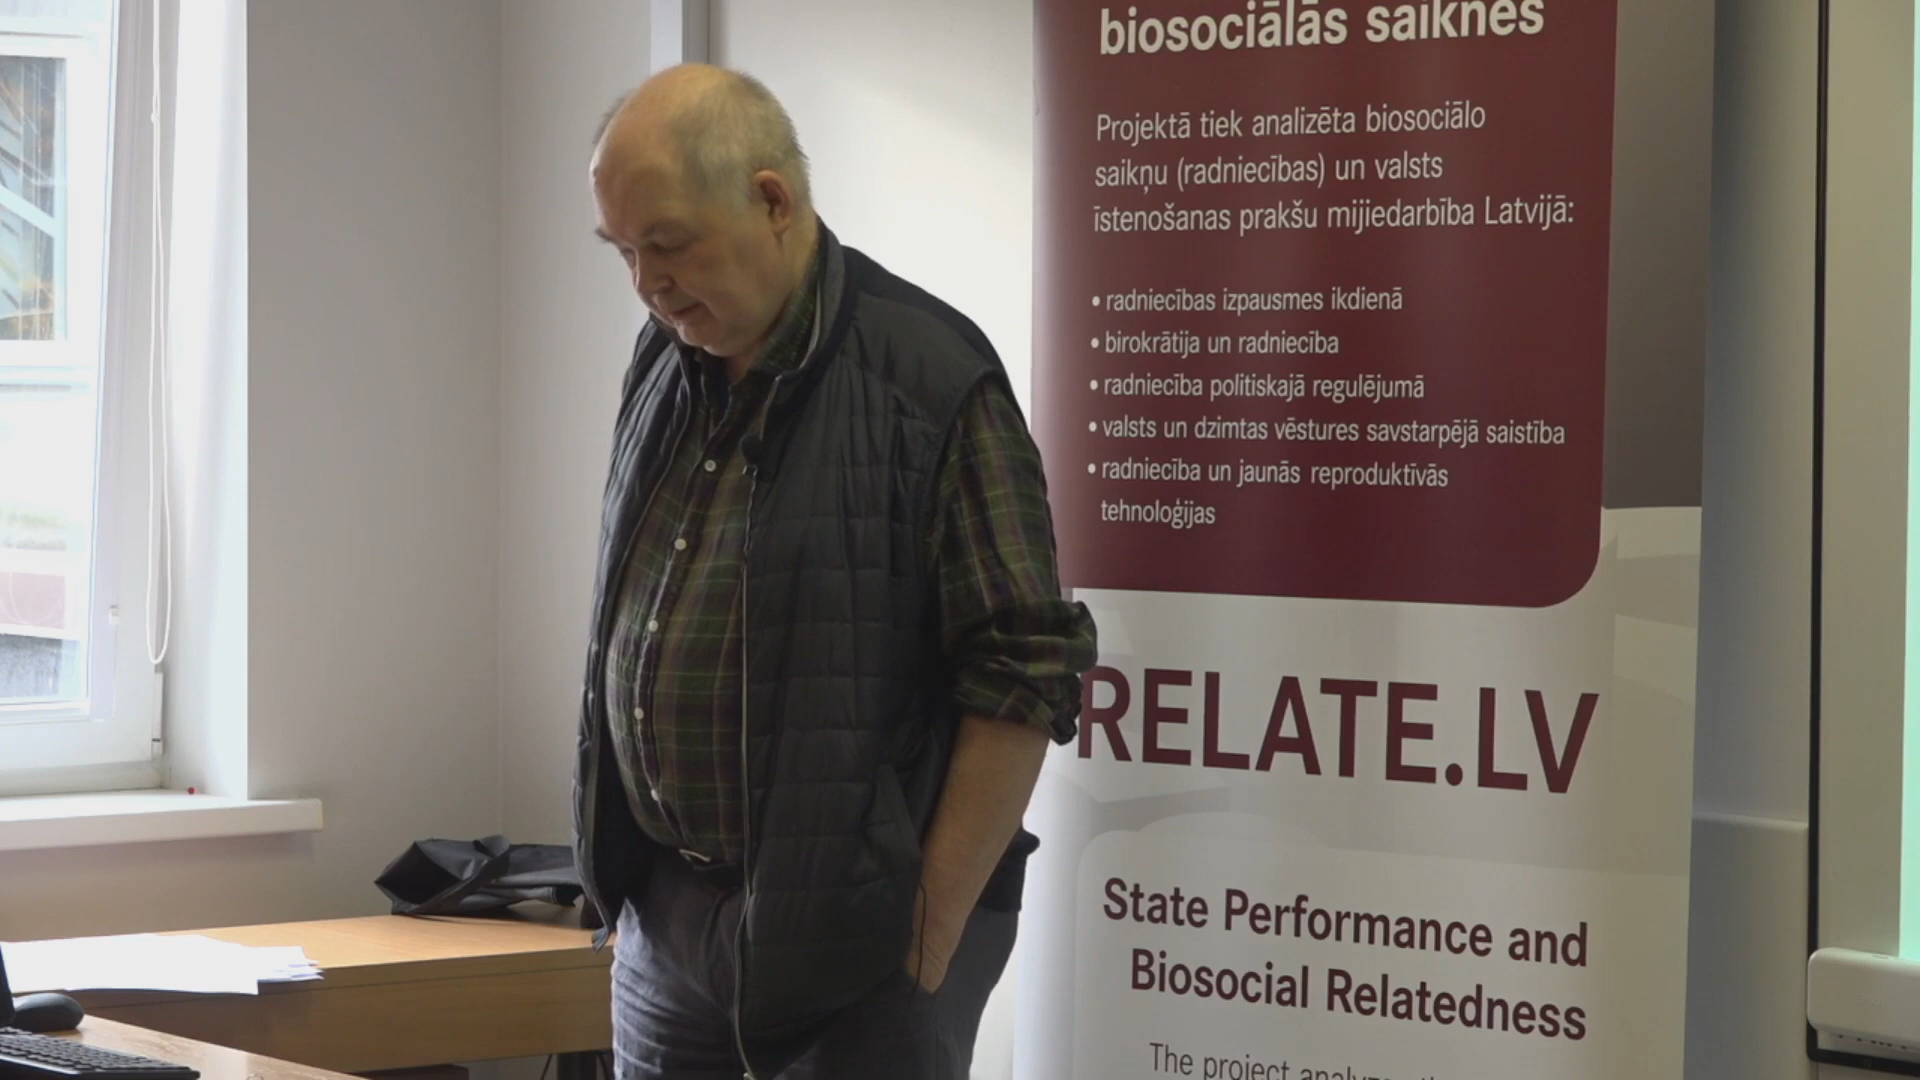 biosociālās saiknes
Projektā tiek analizēta biosociālo
saikņu (radniecības) un valsts
īstenošanas prakšu mijiedarbība Latvijā:
• radniecības izpausmes ikdienā
• birokrātija un radniecība
• radniecība politiskajā regulējumā
• valsts un dzimtas vēstures savstarpējā saistība
• radniecība un jaunās reproduktīvās
tehnoloģijas
RELATE.LV
State Performance and
Biosocial Relatedness
The project